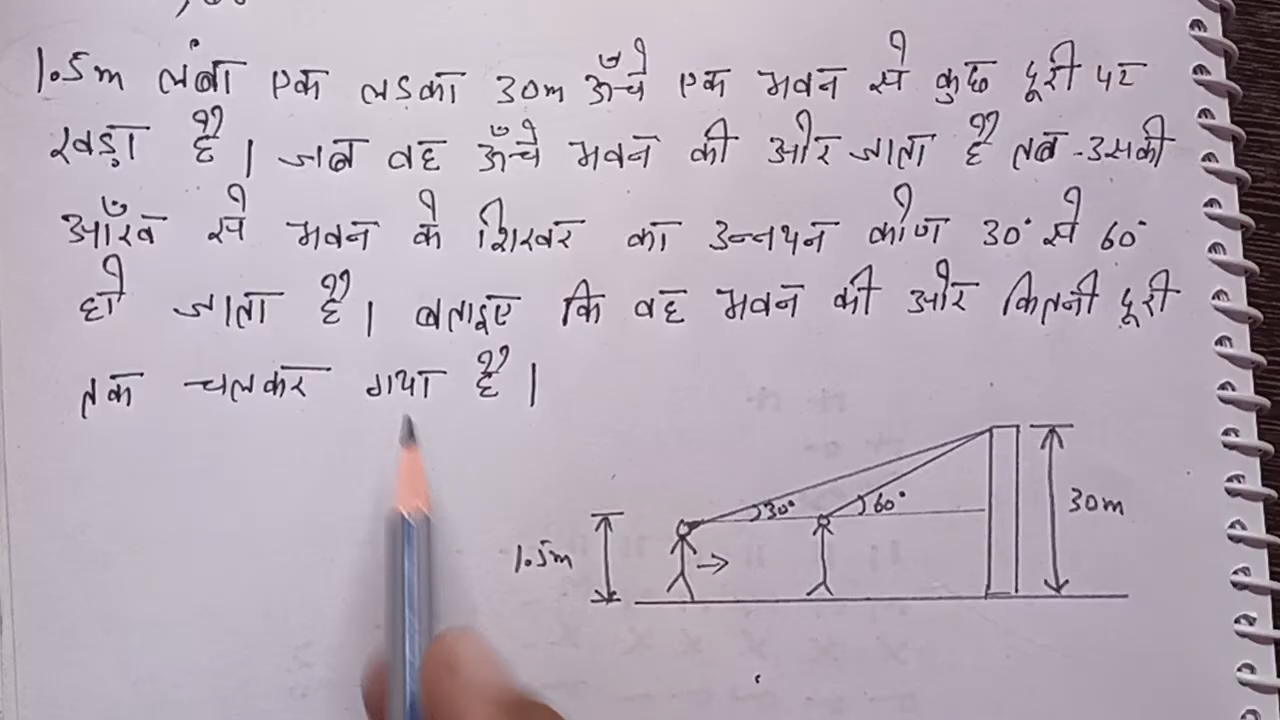 1.5m लंबा एक लड़का 30m ऊँचे एक भवन से कुछ दूरी पर
खड़ा है। जब वह ऊँचे भवन की ओर जाता है तब उसकी
आँख से भवन के शिखर का उन्नयन कोण 30° से 60°
हो जाता है। बताइए कि वह भवन की ओर कितनी दूरी
तक चलकर गया है।
30°
60°
30m
1.5m